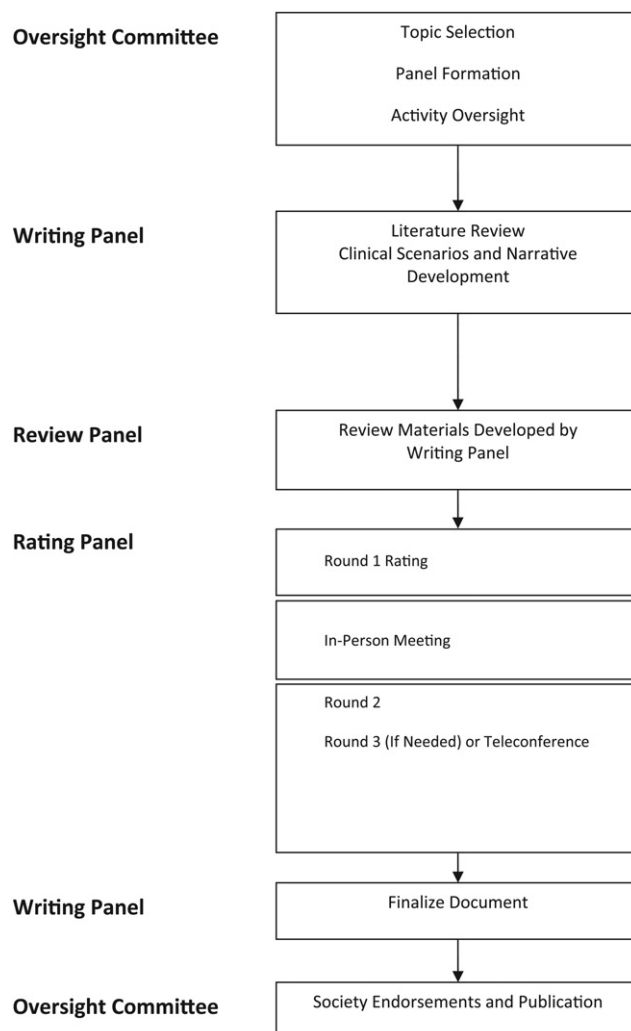 Oversight Committee
Topic Selection
Panel Formation
Activity Oversight
Writing Panel
Literature Review
Clinical Scenarios and Narrative
Development
Review Panel
Review Materials Developed by
Writing Panel
Rating Panel
Round 1 Rating
In-Person Meeting
Round 2
Round 3 (If Needed) or Teleconference
Writing Panel
Finalize Document
Oversight Committee
Society Endorsements and Publication